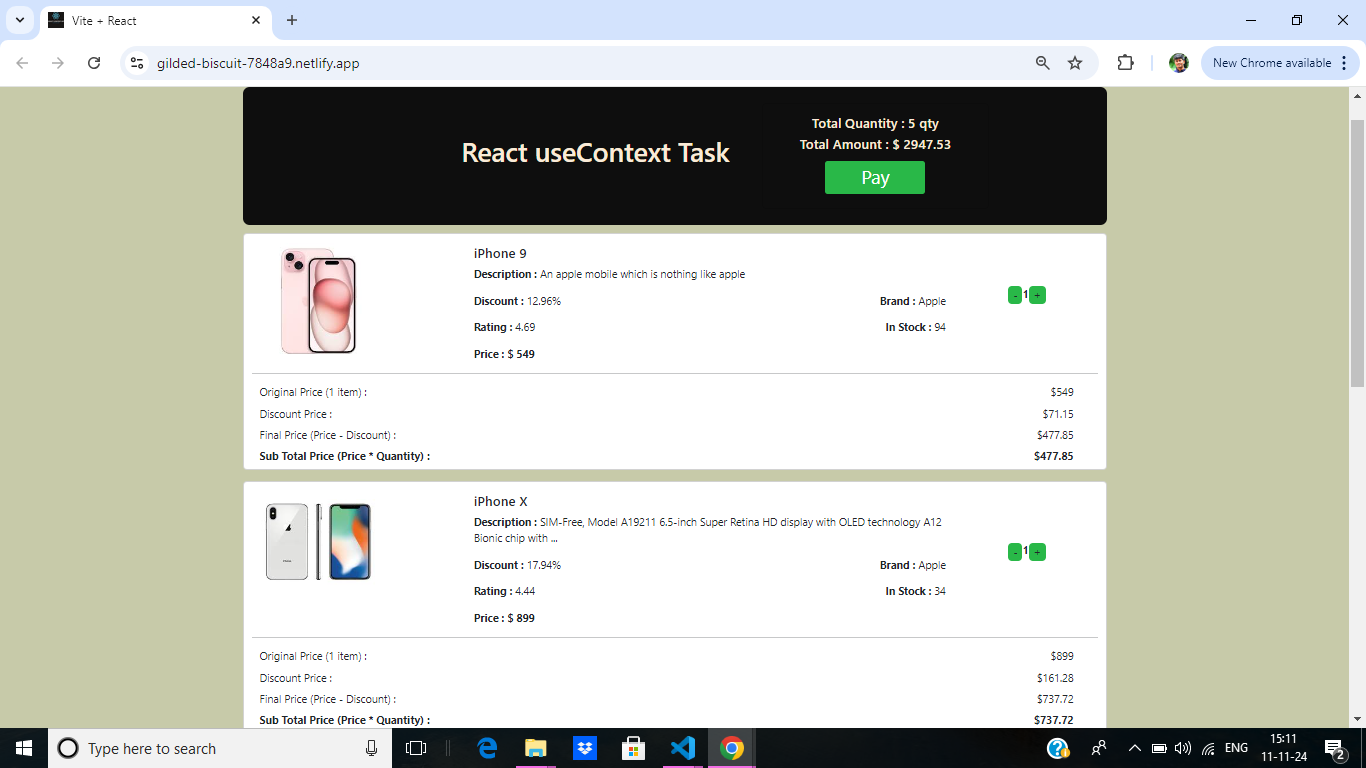 Vite + React
gilded-biscuit-7848a9.netlify.app
New Chrome available
React useContext Task
Total Quantity : 5 qty
Total Amount : $ 2947.53
Pay
iPhone 9
Description : An apple mobile which is nothing like apple
Discount : 12.96% Brand : Apple
- 1 +
Rating : 4.69 In Stock : 94
Price : $ 549
Original Price (1 item) : $549
Discount Price : $71.15
Final Price (Price - Discount) : $477.85
Sub Total Price (Price * Quantity) : $477.85
iPhone X
Description : SIM-Free, Model A19211 6.5-inch Super Retina HD display with OLED technology A12
Bionic chip with ...
- 1 +
Discount : 17.94% Brand : Apple
Rating : 4.44 In Stock : 34
Price : $ 899
Original Price (1 item) : $899
Discount Price : $161.28
Final Price (Price - Discount) : $737.72
Sub Total Price (Price * Quantity) : $737.72
Type here to search
ENG
15:11
11-11-24
2